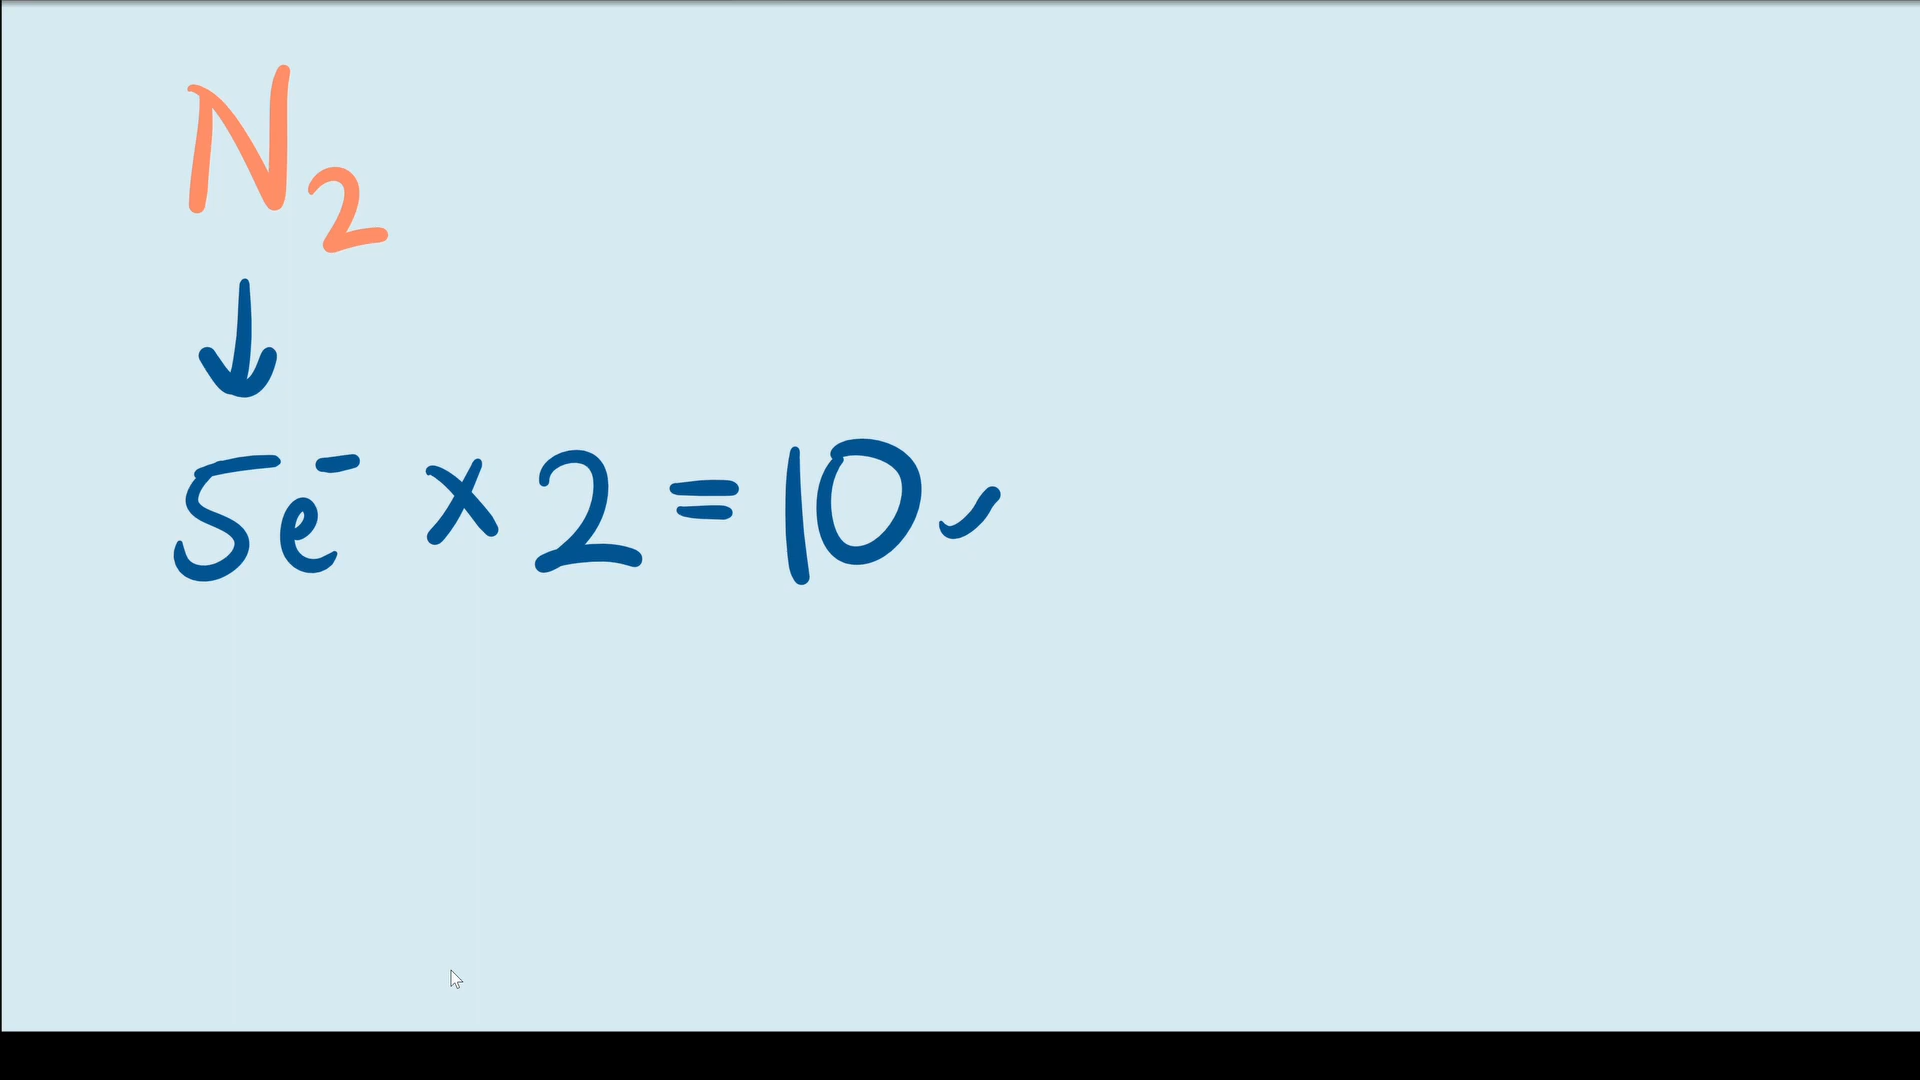 N₂
5e⁻ × 2 = 10